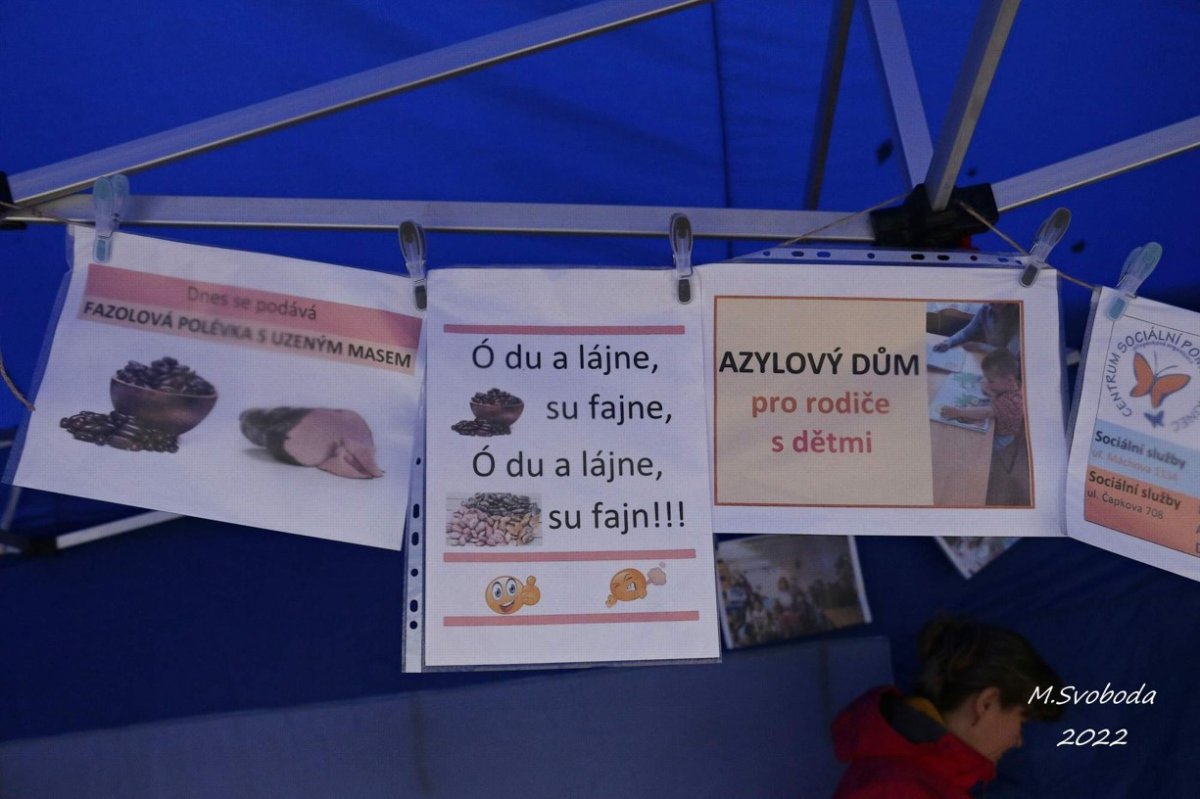 Dnes se podává
FAZOLOVÁ POLÉVKA S UZENÝM MASEM
Ó du a lájne,
su fajne,
Ó du a lájne,
su fajn!!!
AZYLOVÝ DŮM
pro rodiče
s dětmi
CENTRUM SOCIÁLNÍ
Sociální služby
ul. Máchova 1134
Sociální služby
ul. Čapkova 708
M.Svoboda
2022